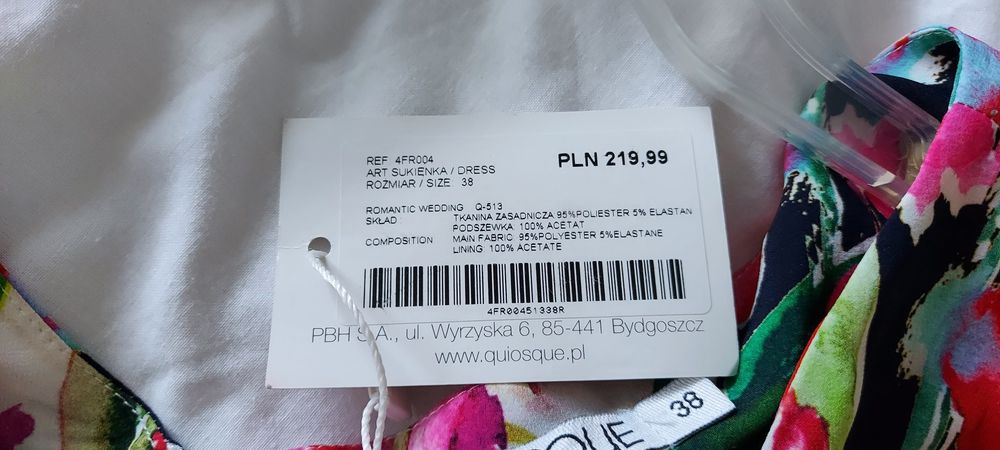 REF 4FR004
PLN 219,99
ART SUKIENKA / DRESS
ROZMIAR / SIZE: 38
ROMANTIC WEDDING Q-513
SKŁAD TKANINA ZASADNICZA 95%POLIESTER 5% ELASTAN
PODSZEWKA: 100% ACETAT
COMPOSITION MAIN FABRIC: 95%POLYESTER 5%ELASTANE
LINING: 100% ACETATE
4FR00451338R
PBH S.A., ul. Wyrzyska 6, 85-441 Bydgoszcz
www.quiosque.pl
38